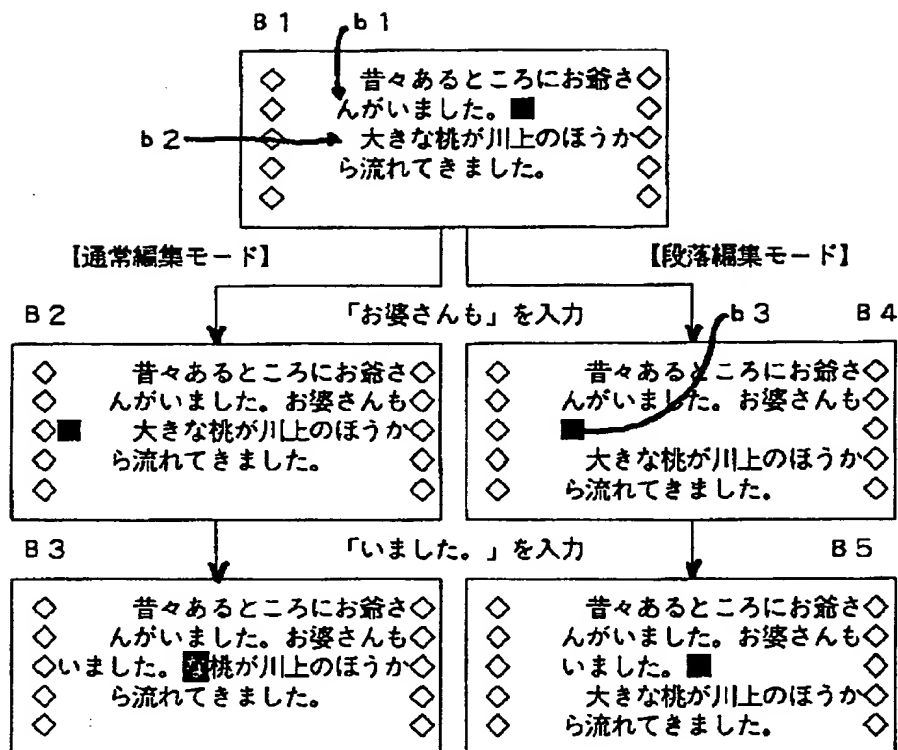 B1 b1
◇ 昔々あるところにお爺さ◇
◇ んがいました。■ ◇
b2 ◇ 大きな桃が川上のほうか◇
◇ ら流れてきました。 ◇
◇ ◇
【通常編集モード】 【段落編集モード】
B2 「お婆さんも」を入力 b3 B4
◇ 昔々あるところにお爺さ◇
◇ んがいました。お婆さんも◇
◇■ 大きな桃が川上のほうか◇
◇ ら流れてきました。 ◇
◇ ◇
◇ 昔々あるところにお爺さ◇
◇ んがいました。お婆さんも◇
◇ ■ ◇
◇ 大きな桃が川上のほうか◇
◇ ら流れてきました。 ◇
B3 「いました。」を入力 B5
◇ 昔々あるところにお爺さ◇
◇ んがいました。お婆さんも◇
◇いました。な桃が川上のほうか◇
◇ ら流れてきました。 ◇
◇ ◇
◇ 昔々あるところにお爺さ◇
◇ んがいました。お婆さんも◇
◇ いました。■ ◇
◇ 大きな桃が川上のほうか◇
◇ ら流れてきました。 ◇